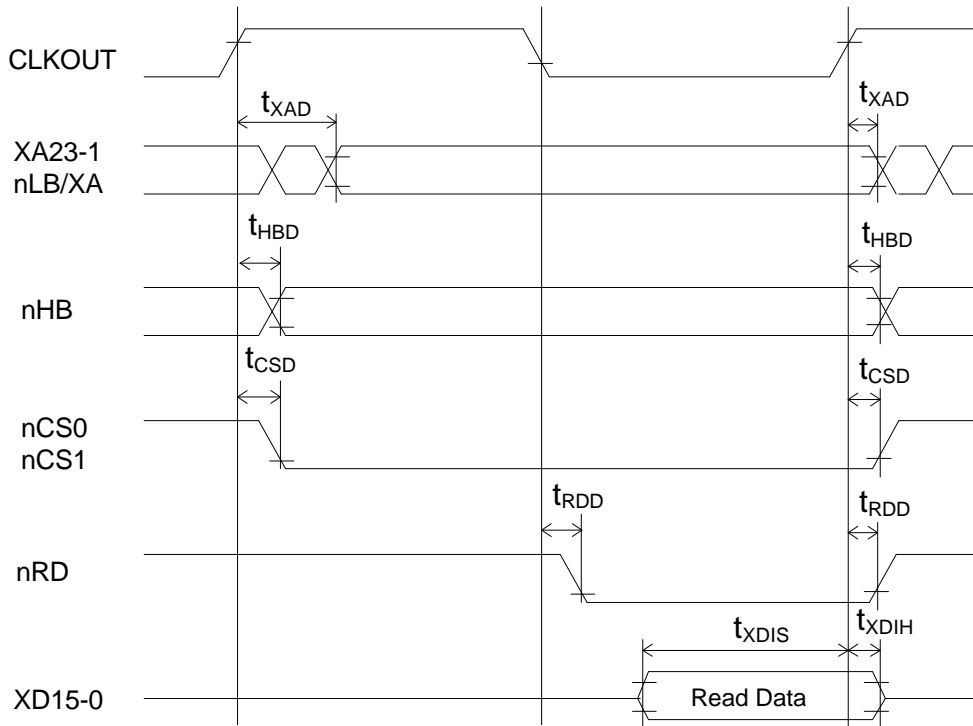 CLKOUT
tXAD tXAD
XA23-1
nLB/XA
tHBD tHBD
nHB
tCSD tCSD
nCS0
nCS1
tRDD tRDD
nRD
tXDIS tXDIH
XD15-0 Read Data